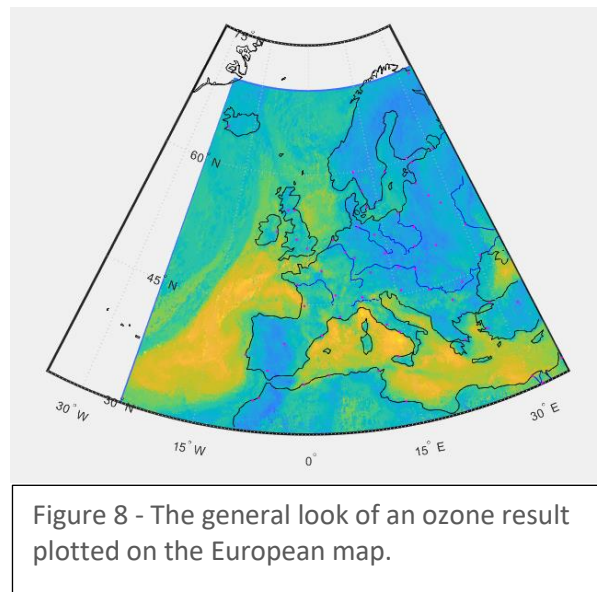 75° N
60° N
45° N
30° N
30° W
15° W
0°
15° E
30° E
Figure 8 - The general look of an ozone result
plotted on the European map.